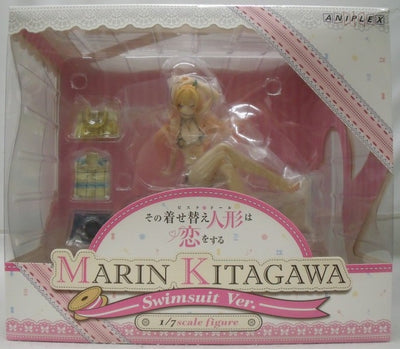 ANIPLEX
ビスク・ドール
その着せ替え人形は
恋をする
MARIN KITAGAWA
Swimsuit Ver.
1/7 scale figure